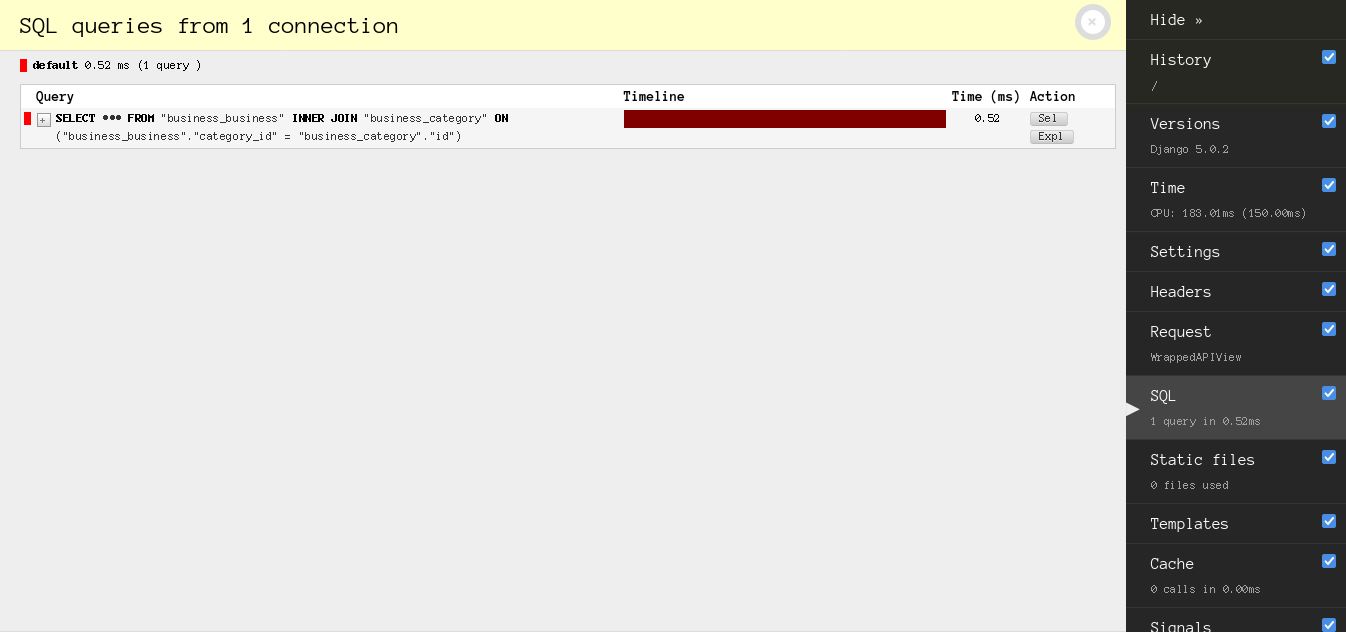 SQL queries from 1 connection
×
default 0.52 ms (1 query )
Query Timeline Time (ms) Action
+ SELECT ••• FROM "business_business" INNER JOIN "business_category" ON 0.52 Sel
("business_business"."category_id" = "business_category"."id") Expl
Hide »
History
/
Versions
Django 5.0.2
Time
CPU: 183.01ms (150.00ms)
Settings
Headers
Request
WrappedAPIView
SQL
1 query in 0.52ms
Static files
0 files used
Templates
Cache
0 calls in 0.00ms
Signals